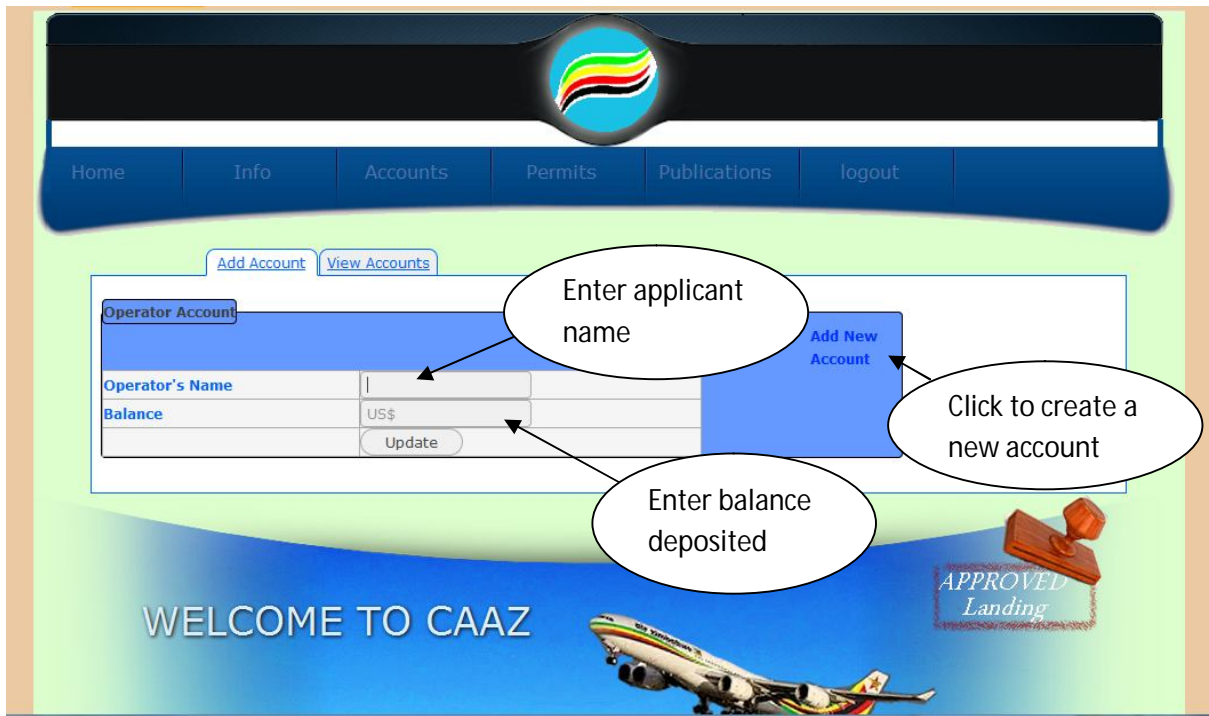 Home Info Accounts Permits Publications logout
Add Account View Accounts
Enter applicant
name
Operator Account
Add New
Account
Operator's Name
Balance US$
Update
Click to create a
new account
Enter balance
deposited
APPROVED
Landing
WELCOME TO CAAZ